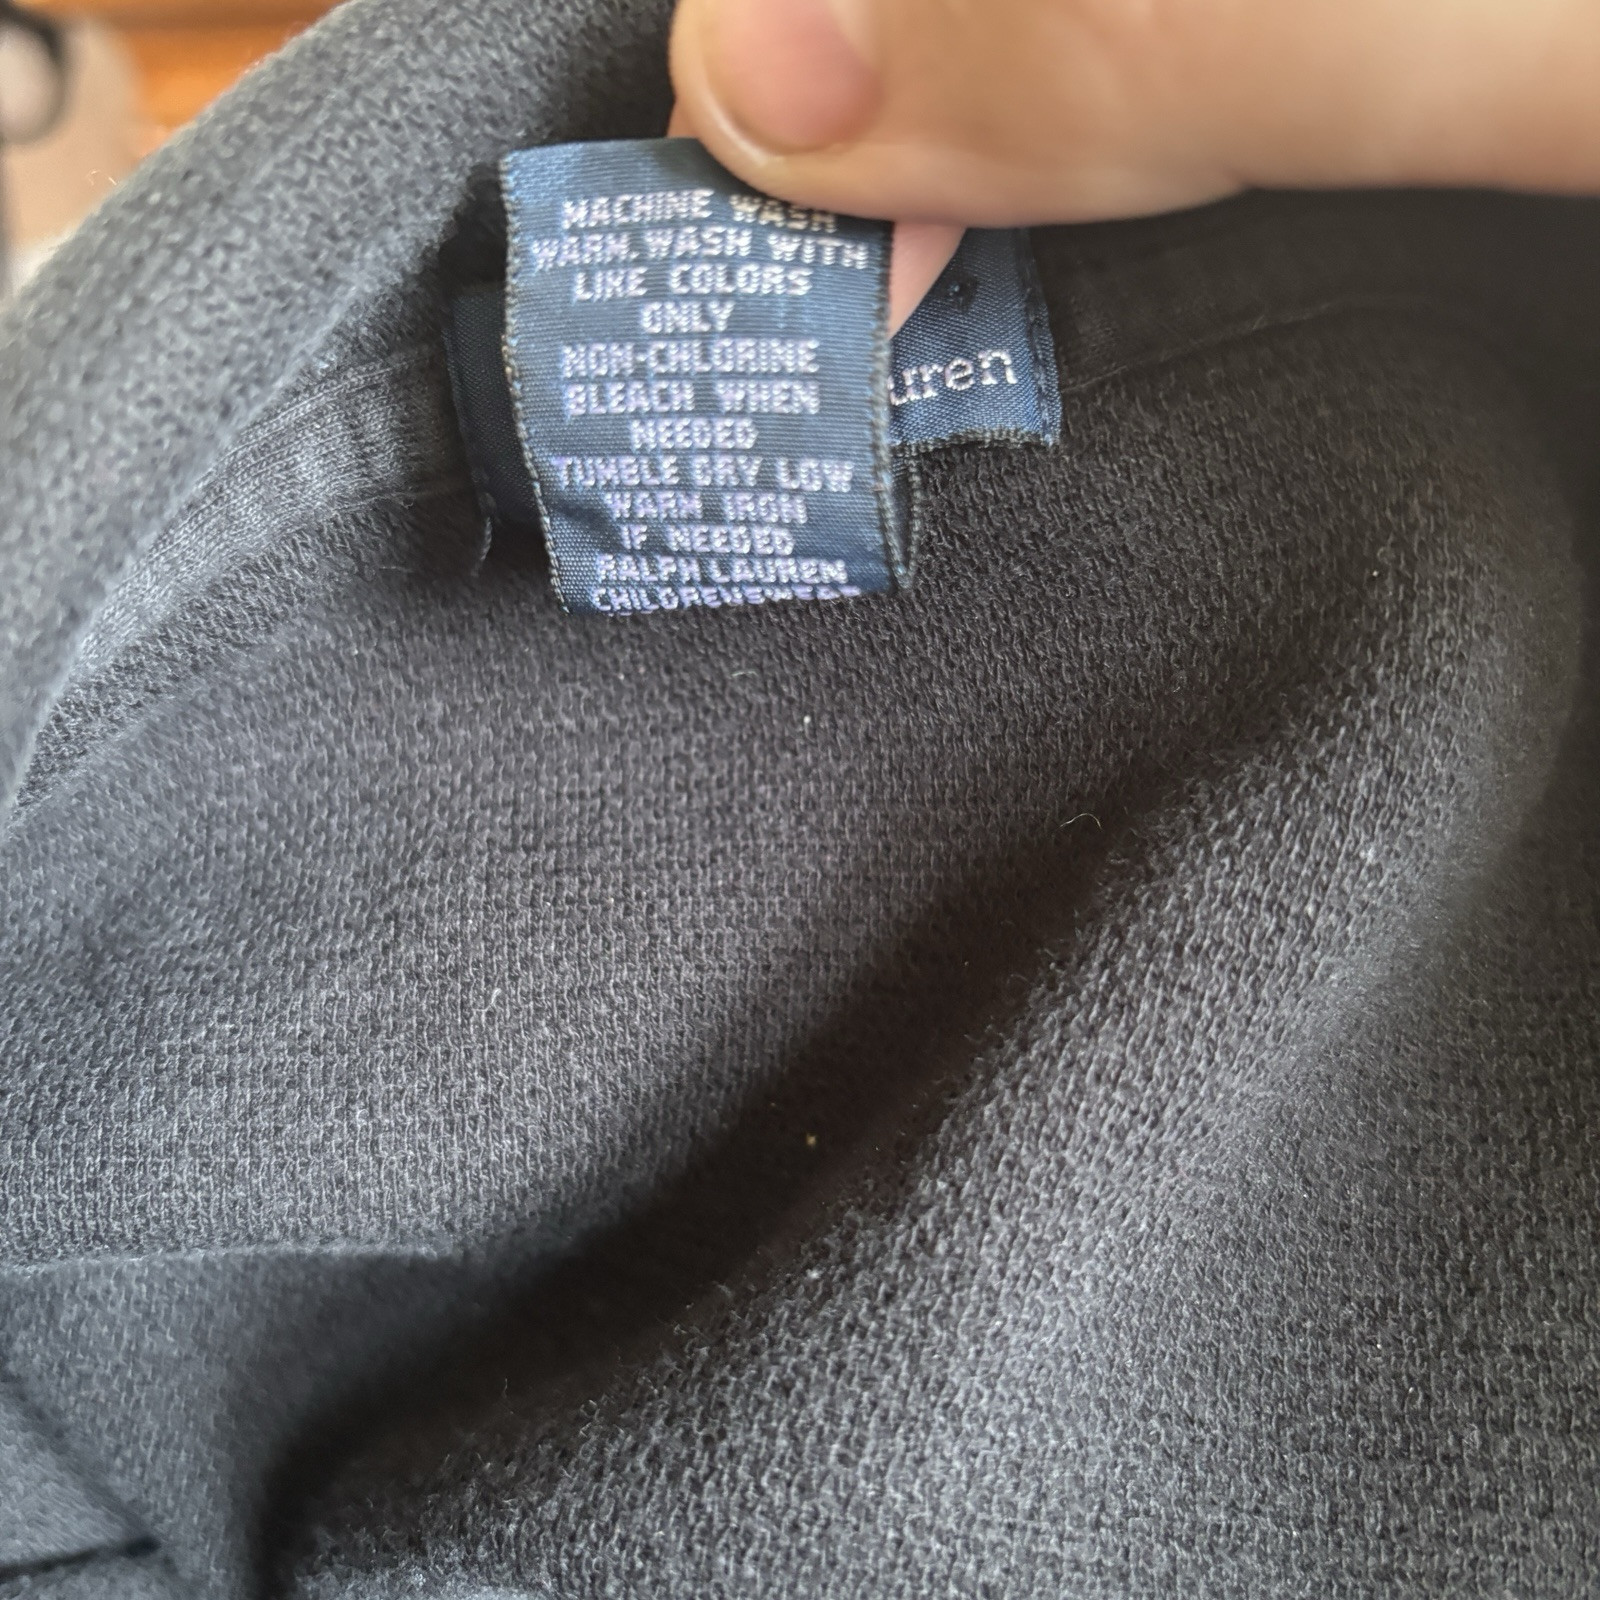 MACHINE WASH
WARM.WASH WITH
LIKE COLORS
ONLY
NON-CHLORINE
BLEACH WHEN
NEEDED
TUMBLE DRY LOW
WARM IRON
IF NEEDED
RALPH LAUREN
CHILDRENSWEAR
uren